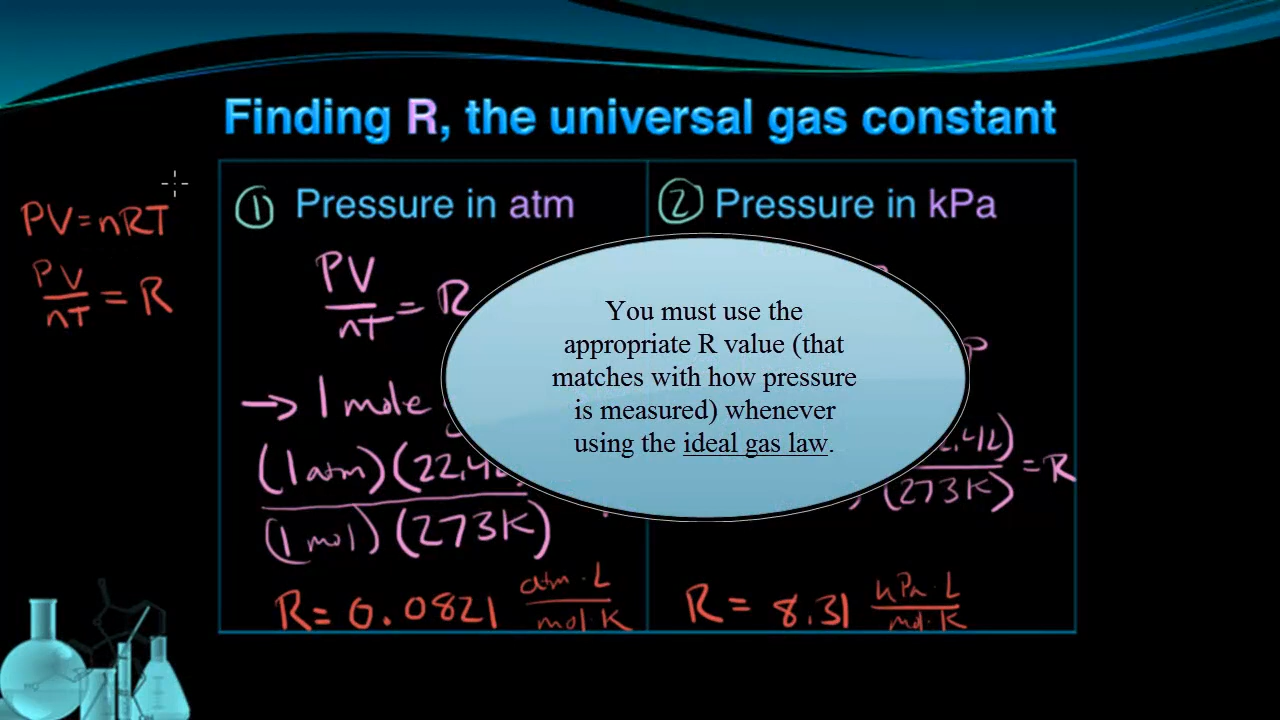 Finding R, the universal gas constant
PV=nRT
PV
nT
= R
① Pressure in atm
PV
nT
= R
→ 1 mole
(1 atm)(22.4L
(1 mol)(273K)
R = 0.0821 atm · L
mol · K
② Pressure in kPa
(273K)
= R
R = 8.31 kPa · L
mol · K
You must use the
appropriate R value (that
matches with how pressure
is measured) whenever
using the ideal gas law.